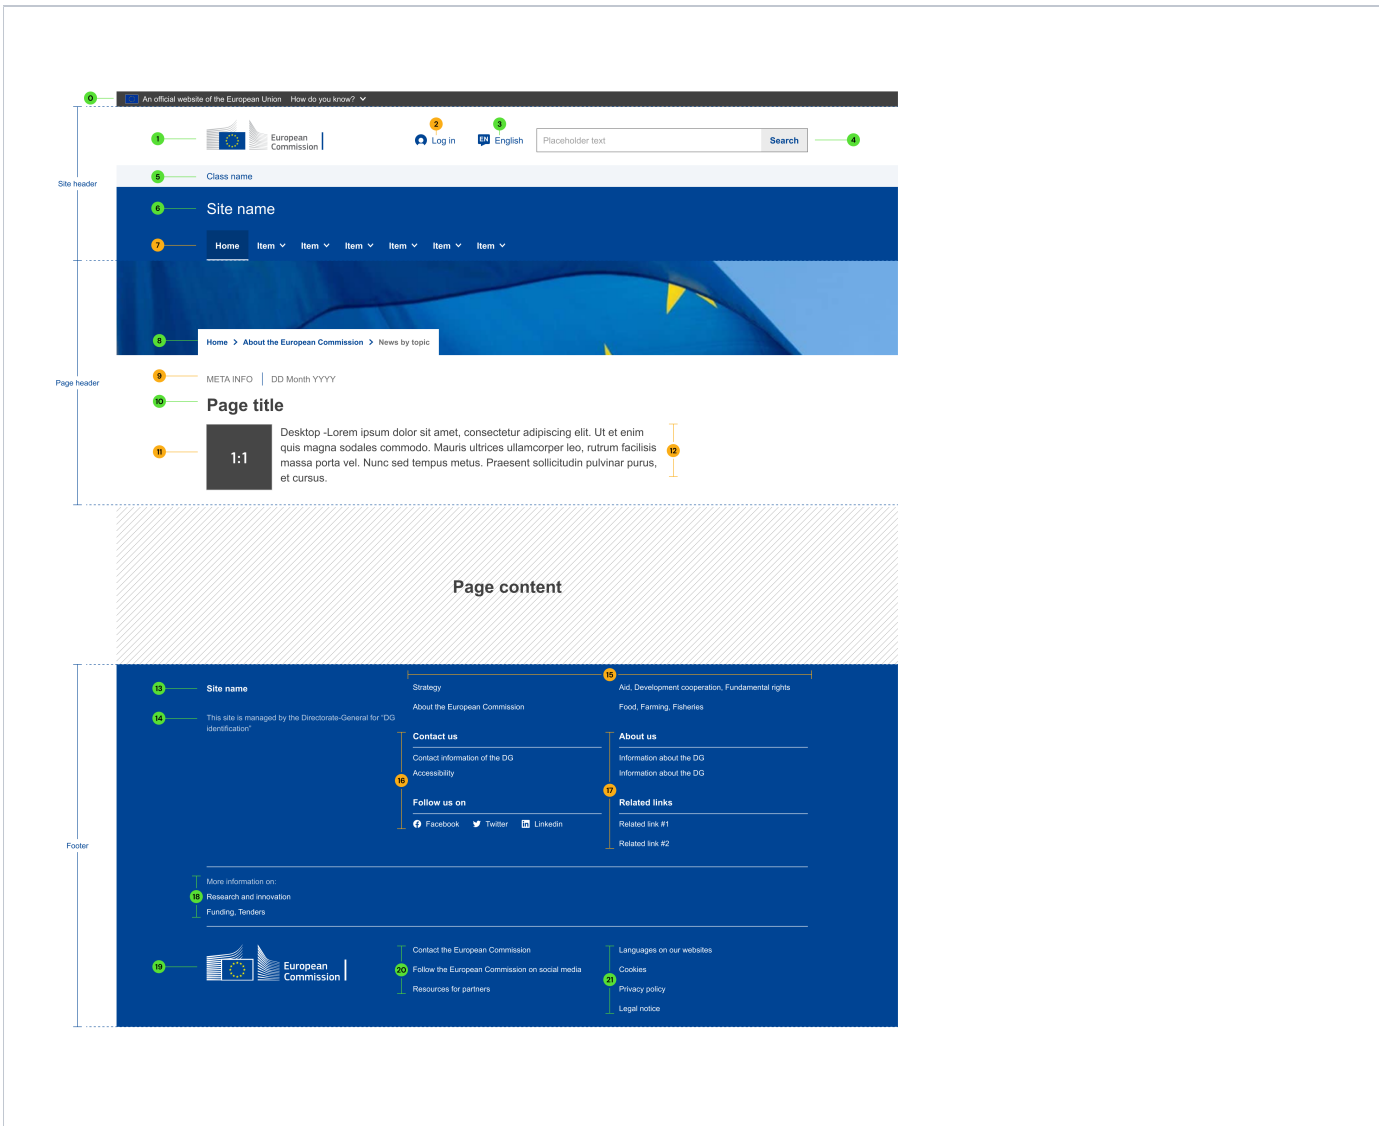 0 An official website of the European Union How do you know?
1 European Commission
2
Log in
3
EN English
Placeholder text Search 4
Site header
5 Class name
6 Site name
7 Home Item Item Item Item Item Item
8 Home > About the European Commission > News by topic
Page header
9 META INFO DD Month YYYY
10 Page title
11 1:1
Desktop -Lorem ipsum dolor sit amet, consectetur adipiscing elit. Ut et enim
quis magna sodales commodo. Mauris ultrices ullamcorper leo, rutrum facilisis
massa porta vel. Nunc sed tempus metus. Praesent sollicitudin pulvinar purus,
et cursus.
12
Page content
Footer
13 Site name
14 This site is managed by the Directorate-General for "DG
identification"
15
Strategy
About the European Commission
Aid, Development cooperation, Fundamental rights
Food, Farming, Fisheries
16
Contact us
Contact information of the DG
Accessibility
Follow us on
Facebook Twitter Linkedin
17
About us
Information about the DG
Information about the DG
Related links
Related link #1
Related link #2
18
More information on:
Research and innovation
Funding, Tenders
19 European
Commission
20
Contact the European Commission
Follow the European Commission on social media
Resources for partners
21
Languages on our websites
Cookies
Privacy policy
Legal notice